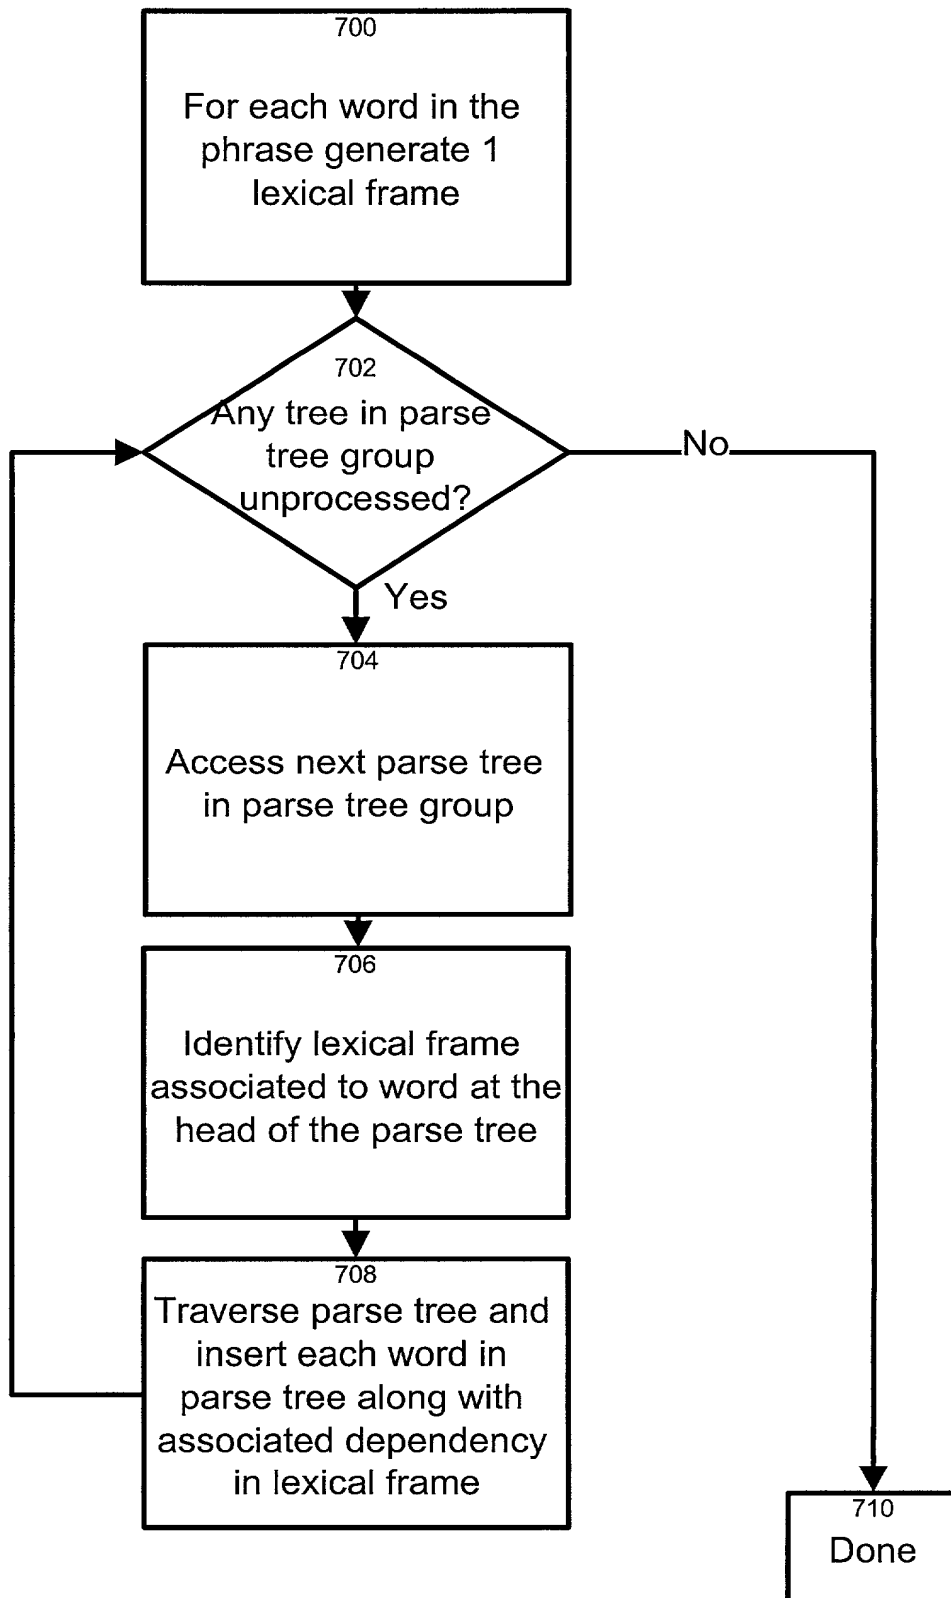 700
For each word in the
phrase generate 1
lexical frame
702
Any tree in parse
tree group
unprocessed?
No
Yes
704
Access next parse tree
in parse tree group
706
Identify lexical frame
associated to word at the
head of the parse tree
708
Traverse parse tree and
insert each word in
parse tree along with
associated dependency
in lexical frame
710
Done